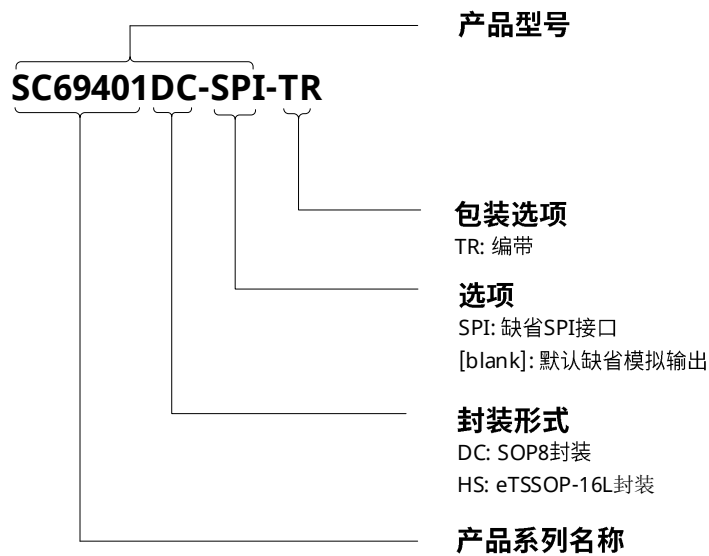 产品型号
SC69401DC-SPI-TR
包装选项
TR: 编带
选项
SPI: 缺省SPI接口
[blank]: 默认缺省模拟输出
封装形式
DC: SOP8封装
HS: eTSSOP-16L封装
产品系列名称